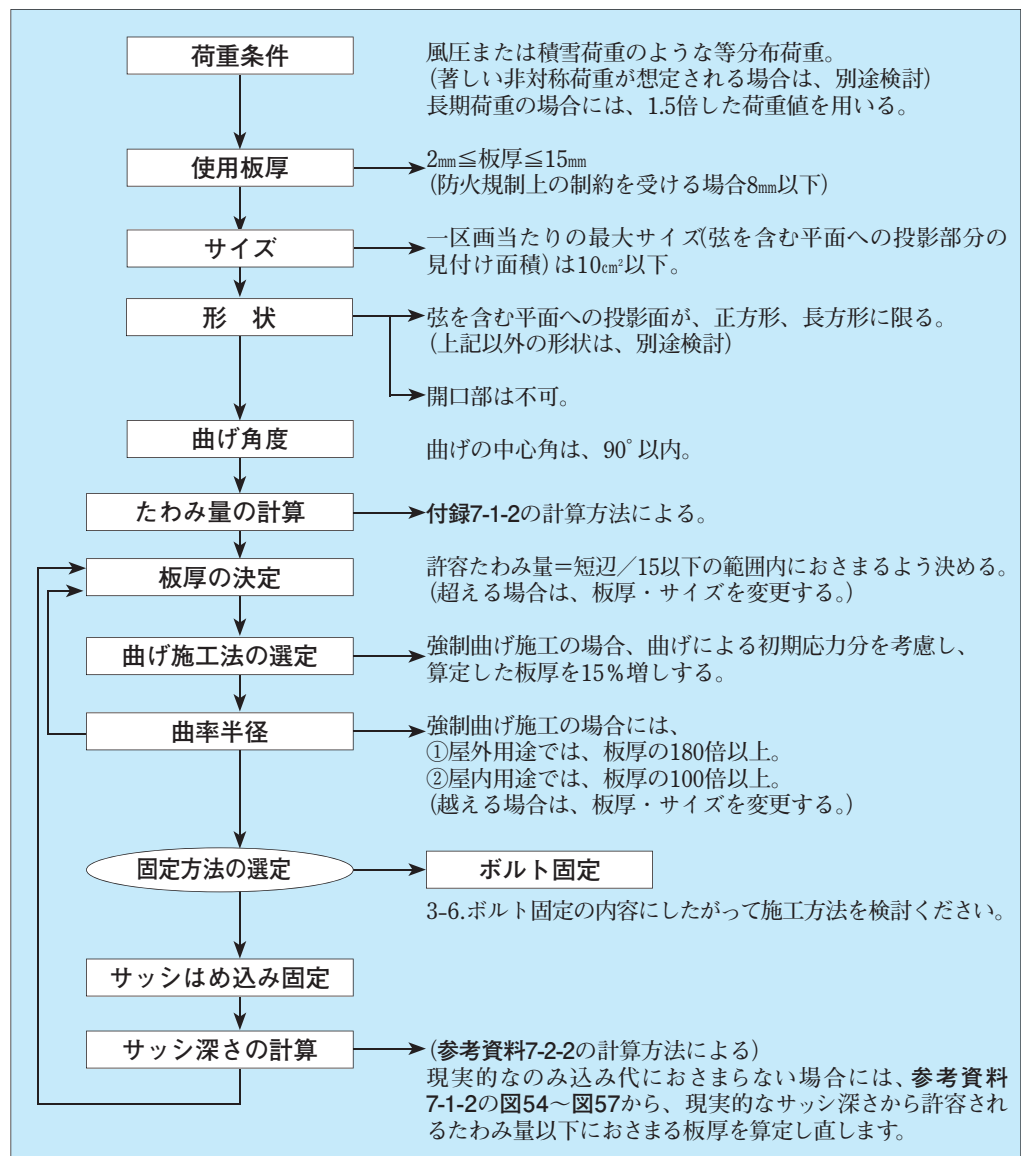 荷重条件
風圧または積雪荷重のような等分布荷重。
(著しい非対称荷重が想定される場合は、別途検討)
長期荷重の場合には、1.5倍した荷重値を用いる。
使用板厚
2㎜≦板厚≦15㎜
(防火規制上の制約を受ける場合8㎜以下)
サイズ
一区画当たりの最大サイズ(弦を含む平面への投影部分の
見付け面積)は10㎠以下。
形　状
弦を含む平面への投影面が、正方形、長方形に限る。
(上記以外の形状は、別途検討)
開口部は不可。
曲げ角度
曲げの中心角は、90°以内。
たわみ量の計算
付録7-1-2の計算方法による。
板厚の決定
許容たわみ量＝短辺／15以下の範囲内におさまるよう決める。
(超える場合は、板厚・サイズを変更する。)
曲げ施工法の選定
強制曲げ施工の場合、曲げによる初期応力分を考慮し、
算定した板厚を15％増しする。
曲率半径
強制曲げ施工の場合には、
①屋外用途では、板厚の180倍以上。
②屋内用途では、板厚の100倍以上。
(越える場合は、板厚・サイズを変更する。)
固定方法の選定
ボルト固定
3-6.ボルト固定の内容にしたがって施工方法を検討ください。
サッシはめ込み固定
サッシ深さの計算
(参考資料7-2-2の計算方法による)
現実的なのみ込み代におさまらない場合には、参考資料
7-1-2の図54～図57から、現実的なサッシ深さから許容され
るたわみ量以下におさまる板厚を算定し直します。